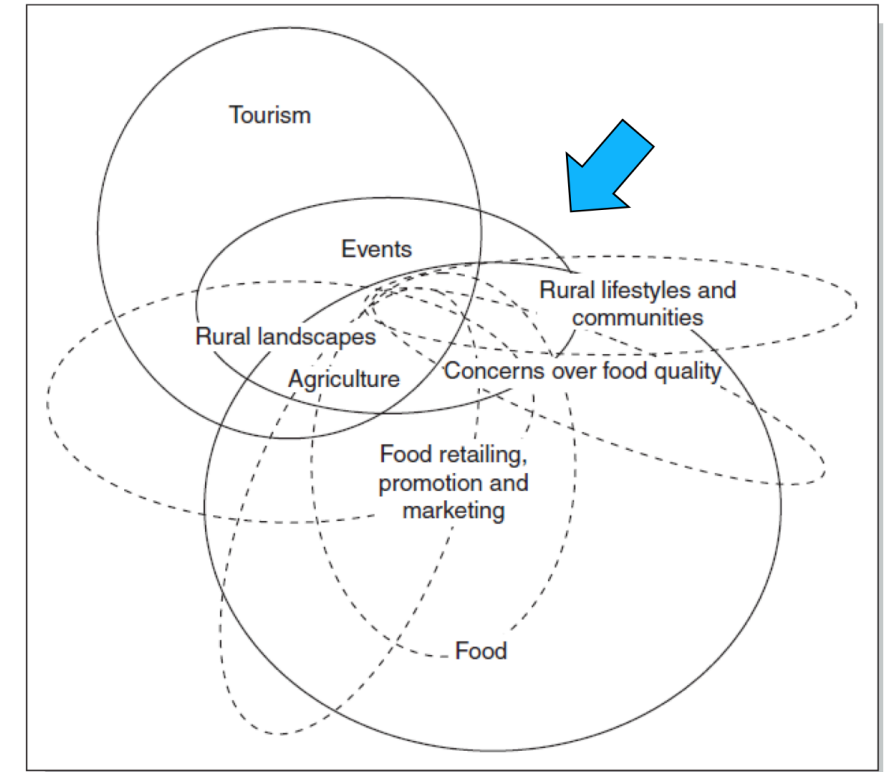 Tourism
Events
Rural lifestyles and
communities
Rural landscapes
Concerns over food quality
Agriculture
Food retailing,
promotion and
marketing
Food